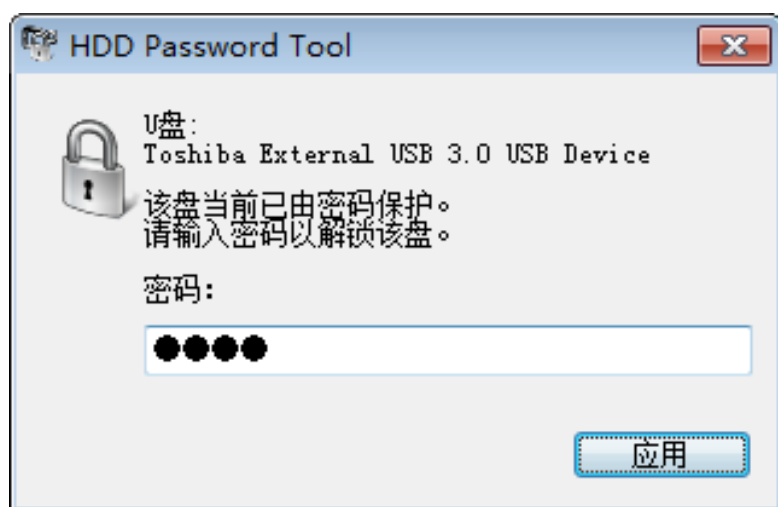 HDD Password Tool
U盘:
Toshiba External USB 3.0 USB Device
该盘当前已由密码保护。
请输入密码以解锁该盘。
密码:
●●●●
应用